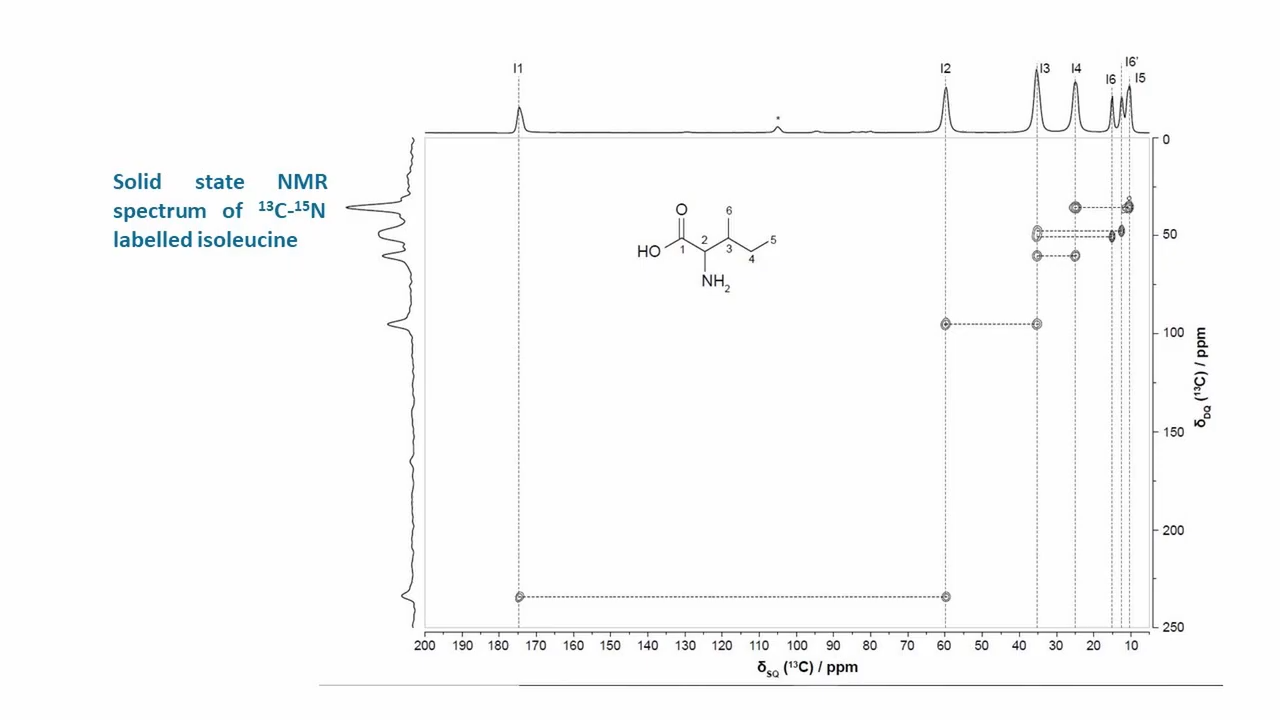 I1 I2 I3 I4 I6 I6' I5
*
Solid state NMR
spectrum of ¹³C-¹⁵N
labelled isoleucine
O
HO
NH₂
1 2 3 4 5 6
0
50
100
150
200
250
δDQ (¹³C) / ppm
200 190 180 170 160 150 140 130 120 110 100 90 80 70 60 50 40 30 20 10
δSQ (¹³C) / ppm